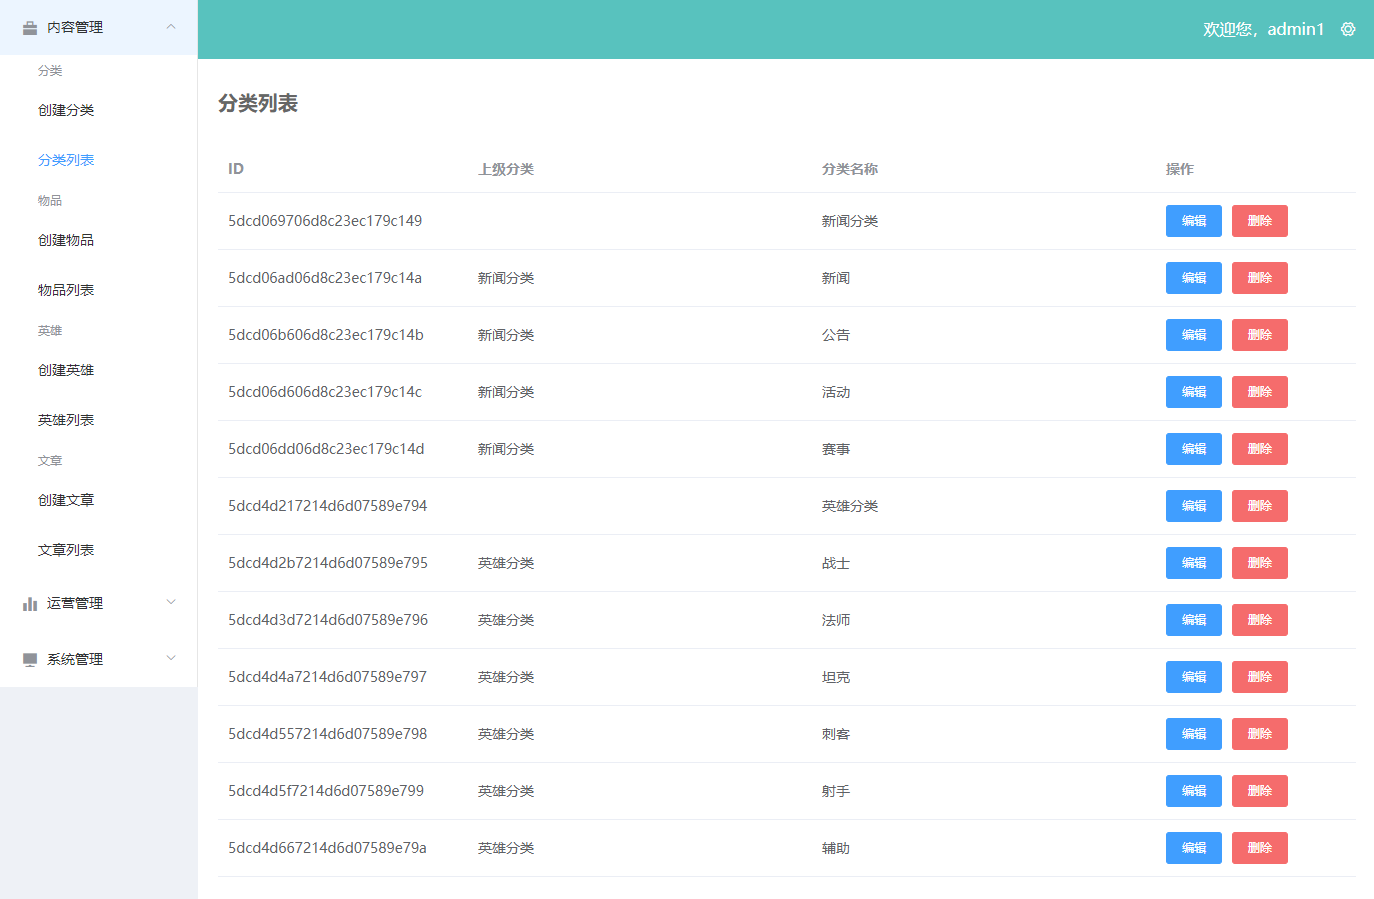 内容管理
分类
创建分类
分类列表
物品
创建物品
物品列表
英雄
创建英雄
英雄列表
文章
创建文章
文章列表
运营管理
系统管理
欢迎您，admin1
分类列表
ID 上级分类 分类名称 操作
5dcd069706d8c23ec179c149 新闻分类 编辑 删除
5dcd06ad06d8c23ec179c14a 新闻分类 新闻 编辑 删除
5dcd06b606d8c23ec179c14b 新闻分类 公告 编辑 删除
5dcd06d606d8c23ec179c14c 新闻分类 活动 编辑 删除
5dcd06dd06d8c23ec179c14d 新闻分类 赛事 编辑 删除
5dcd4d217214d6d07589e794 英雄分类 编辑 删除
5dcd4d2b7214d6d07589e795 英雄分类 战士 编辑 删除
5dcd4d3d7214d6d07589e796 英雄分类 法师 编辑 删除
5dcd4d4a7214d6d07589e797 英雄分类 坦克 编辑 删除
5dcd4d557214d6d07589e798 英雄分类 刺客 编辑 删除
5dcd4d5f7214d6d07589e799 英雄分类 射手 编辑 删除
5dcd4d667214d6d07589e79a 英雄分类 辅助 编辑 删除